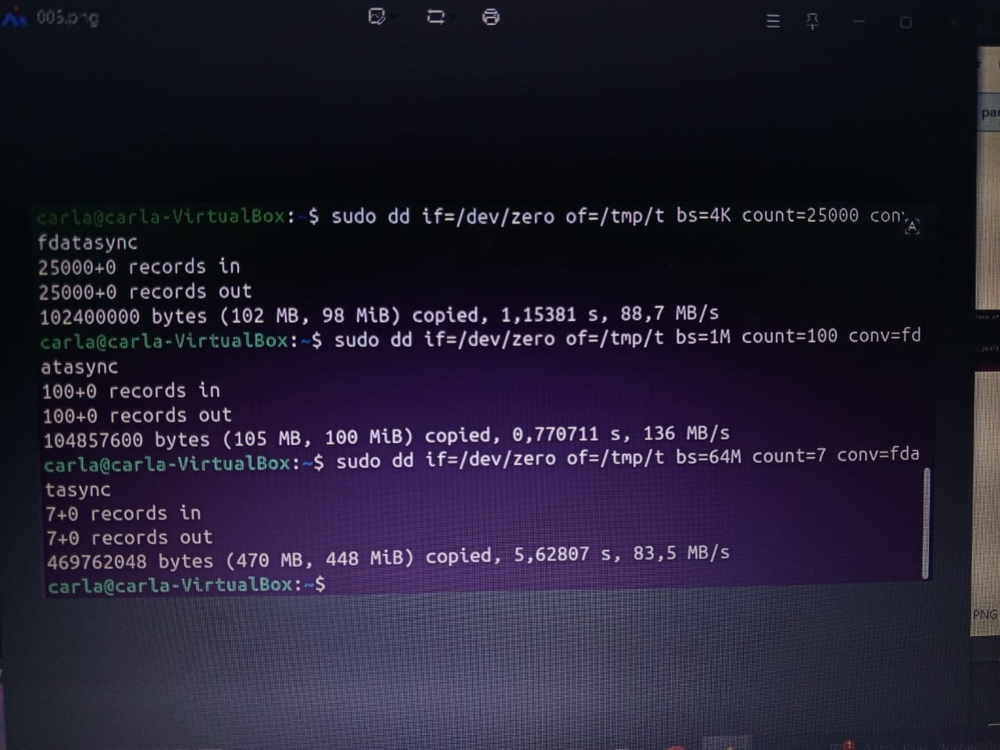 005.png
carla@carla-VirtualBox:~$ sudo dd if=/dev/zero of=/tmp/t bs=4K count=25000 con
fdatasync
25000+0 records in
25000+0 records out
102400000 bytes (102 MB, 98 MiB) copied, 1,15381 s, 88,7 MB/s
carla@carla-VirtualBox:~$ sudo dd if=/dev/zero of=/tmp/t bs=1M count=100 conv=fd
atasync
100+0 records in
100+0 records out
104857600 bytes (105 MB, 100 MiB) copied, 0,770711 s, 136 MB/s
carla@carla-VirtualBox:~$ sudo dd if=/dev/zero of=/tmp/t bs=64M count=7 conv=fda
tasync
7+0 records in
7+0 records out
469762048 bytes (470 MB, 448 MiB) copied, 5,62807 s, 83,5 MB/s
carla@carla-VirtualBox:~$
par
PNG